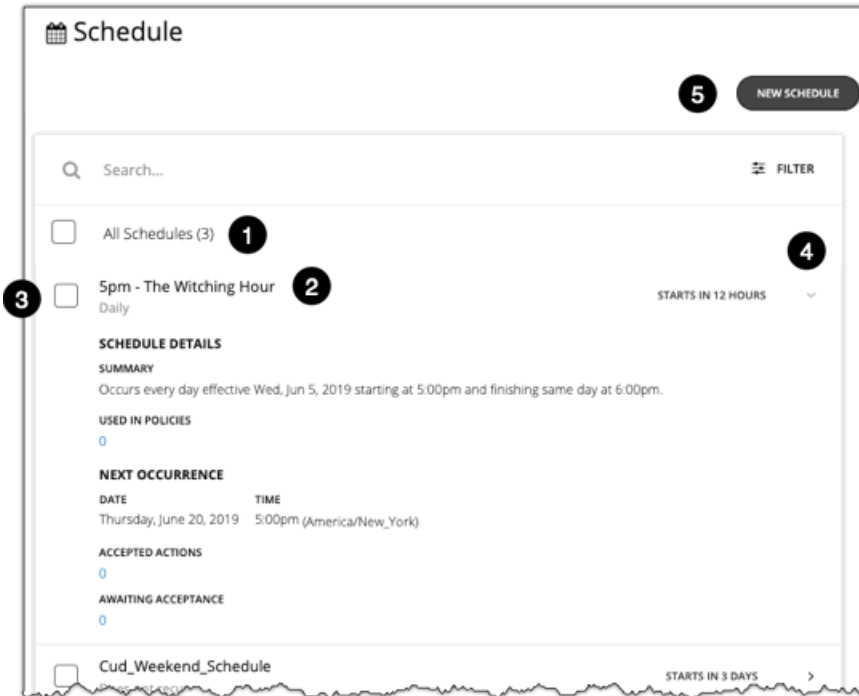 Schedule
5 NEW SCHEDULE
Search... FILTER
All Schedules (3) 1
4
3 5pm - The Witching Hour 2
STARTS IN 12 HOURS
Daily
SCHEDULE DETAILS
SUMMARY
Occurs every day effective Wed, Jun 5, 2019 starting at 5:00pm and finishing same day at 6:00pm.
USED IN POLICIES
0
NEXT OCCURRENCE
DATE TIME
Thursday, June 20, 2019 5:00pm (America/New_York)
ACCEPTED ACTIONS
0
AWAITING ACCEPTANCE
0
Cud_Weekend_Schedule
STARTS IN 3 DAYS